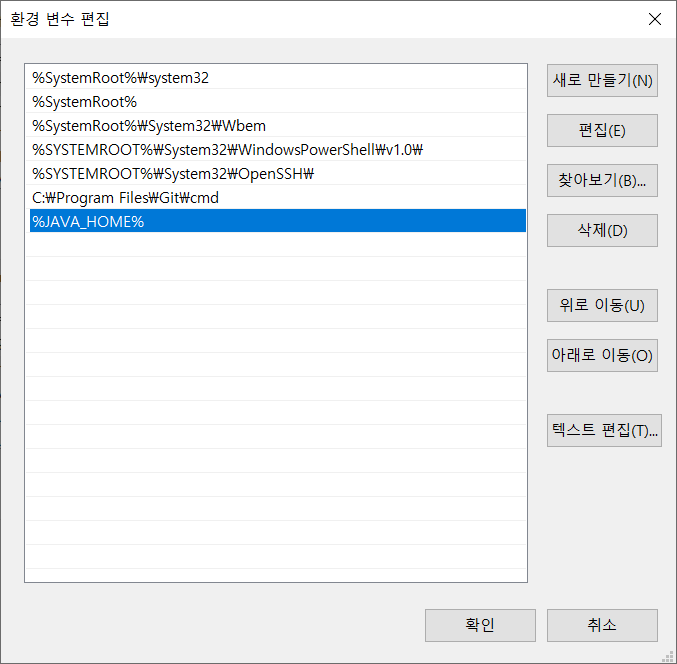 환경 변수 편집
%SystemRoot%₩system32
%SystemRoot%
%SystemRoot%₩System32₩Wbem
%SYSTEMROOT%₩System32₩WindowsPowerShell₩v1.0₩
%SYSTEMROOT%₩System32₩OpenSSH₩
C:₩Program Files₩Git₩cmd
%JAVA_HOME%
새로 만들기(N)
편집(E)
찾아보기(B)...
삭제(D)
위로 이동(U)
아래로 이동(O)
텍스트 편집(T)...
확인
취소